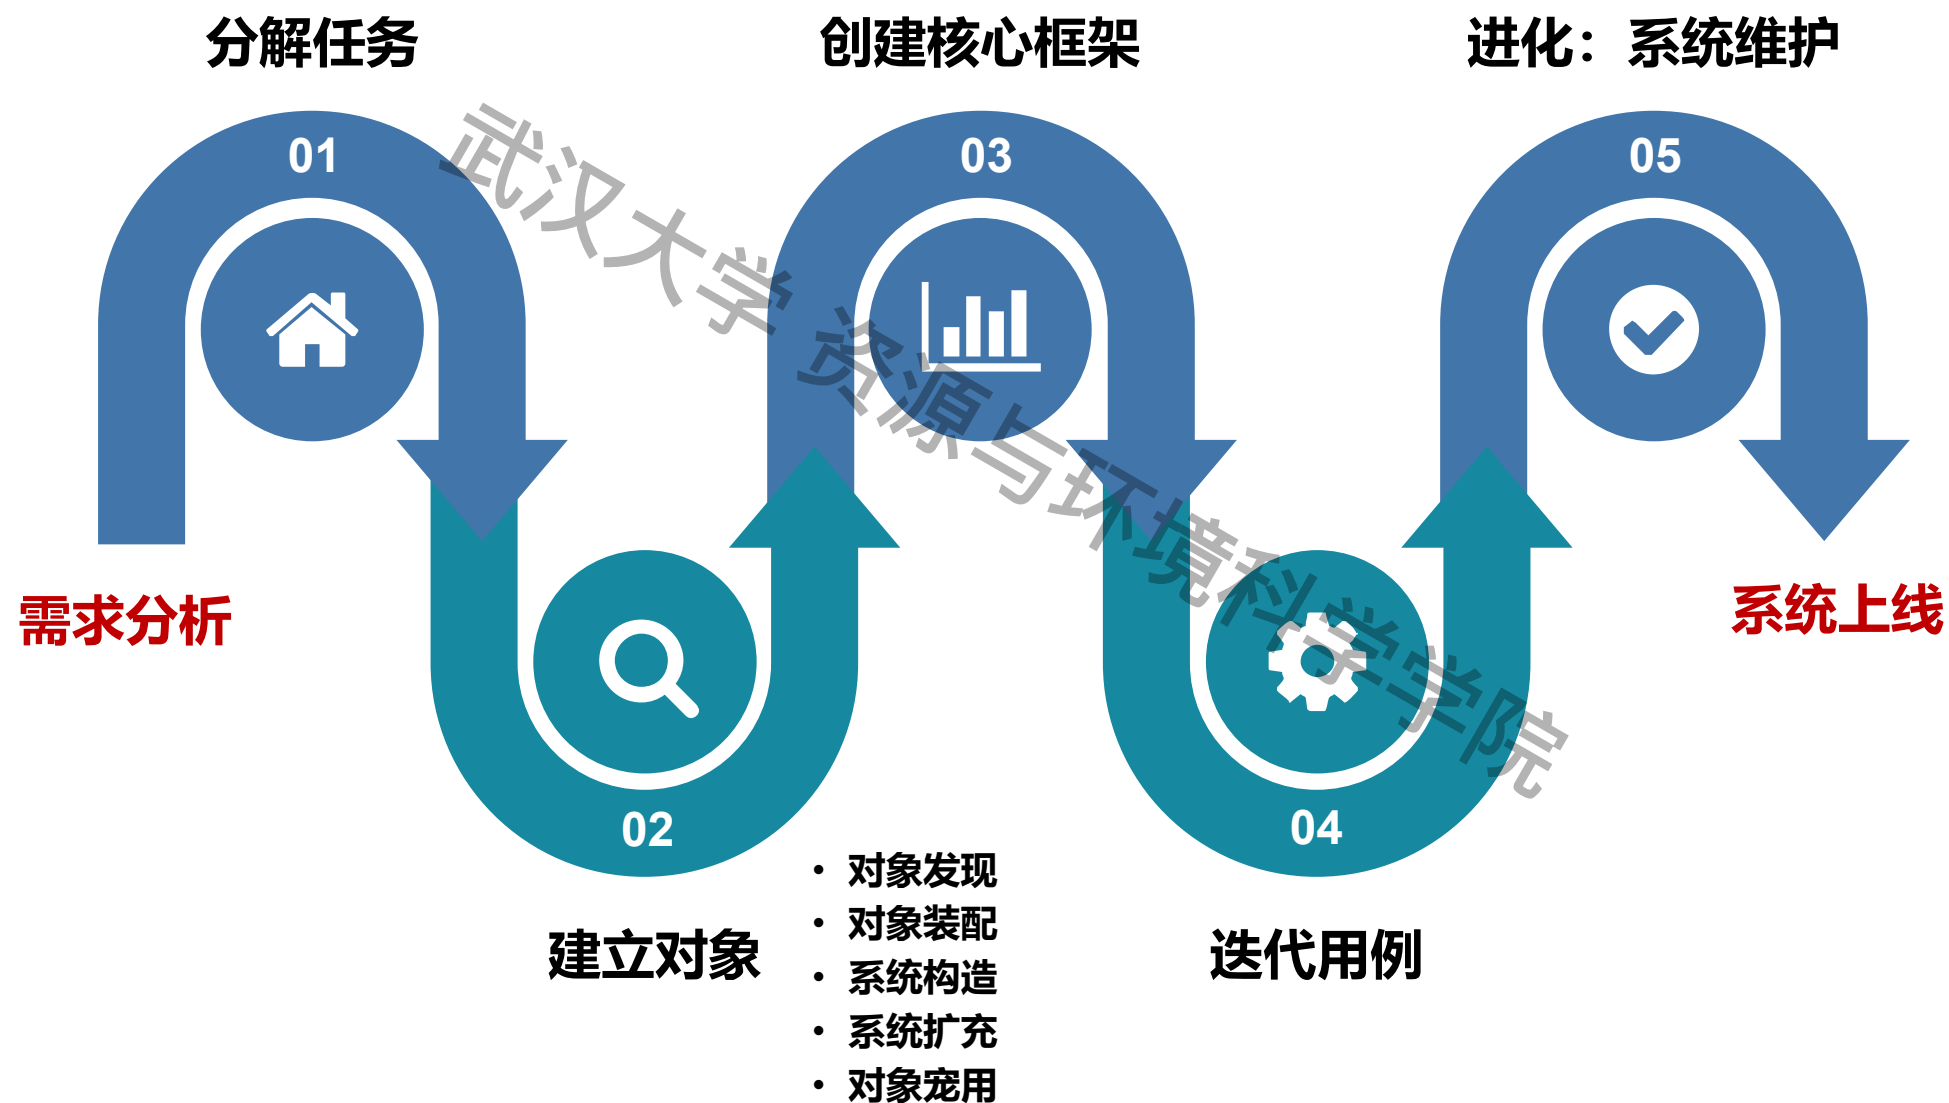 分解任务
创建核心框架
进化：系统维护
01
03
05
武汉大学 资源与环境科学学院
需求分析
系统上线
02
04
• 对象发现
• 对象装配
建立对象
迭代用例
• 系统构造
• 系统扩充
• 对象宠用